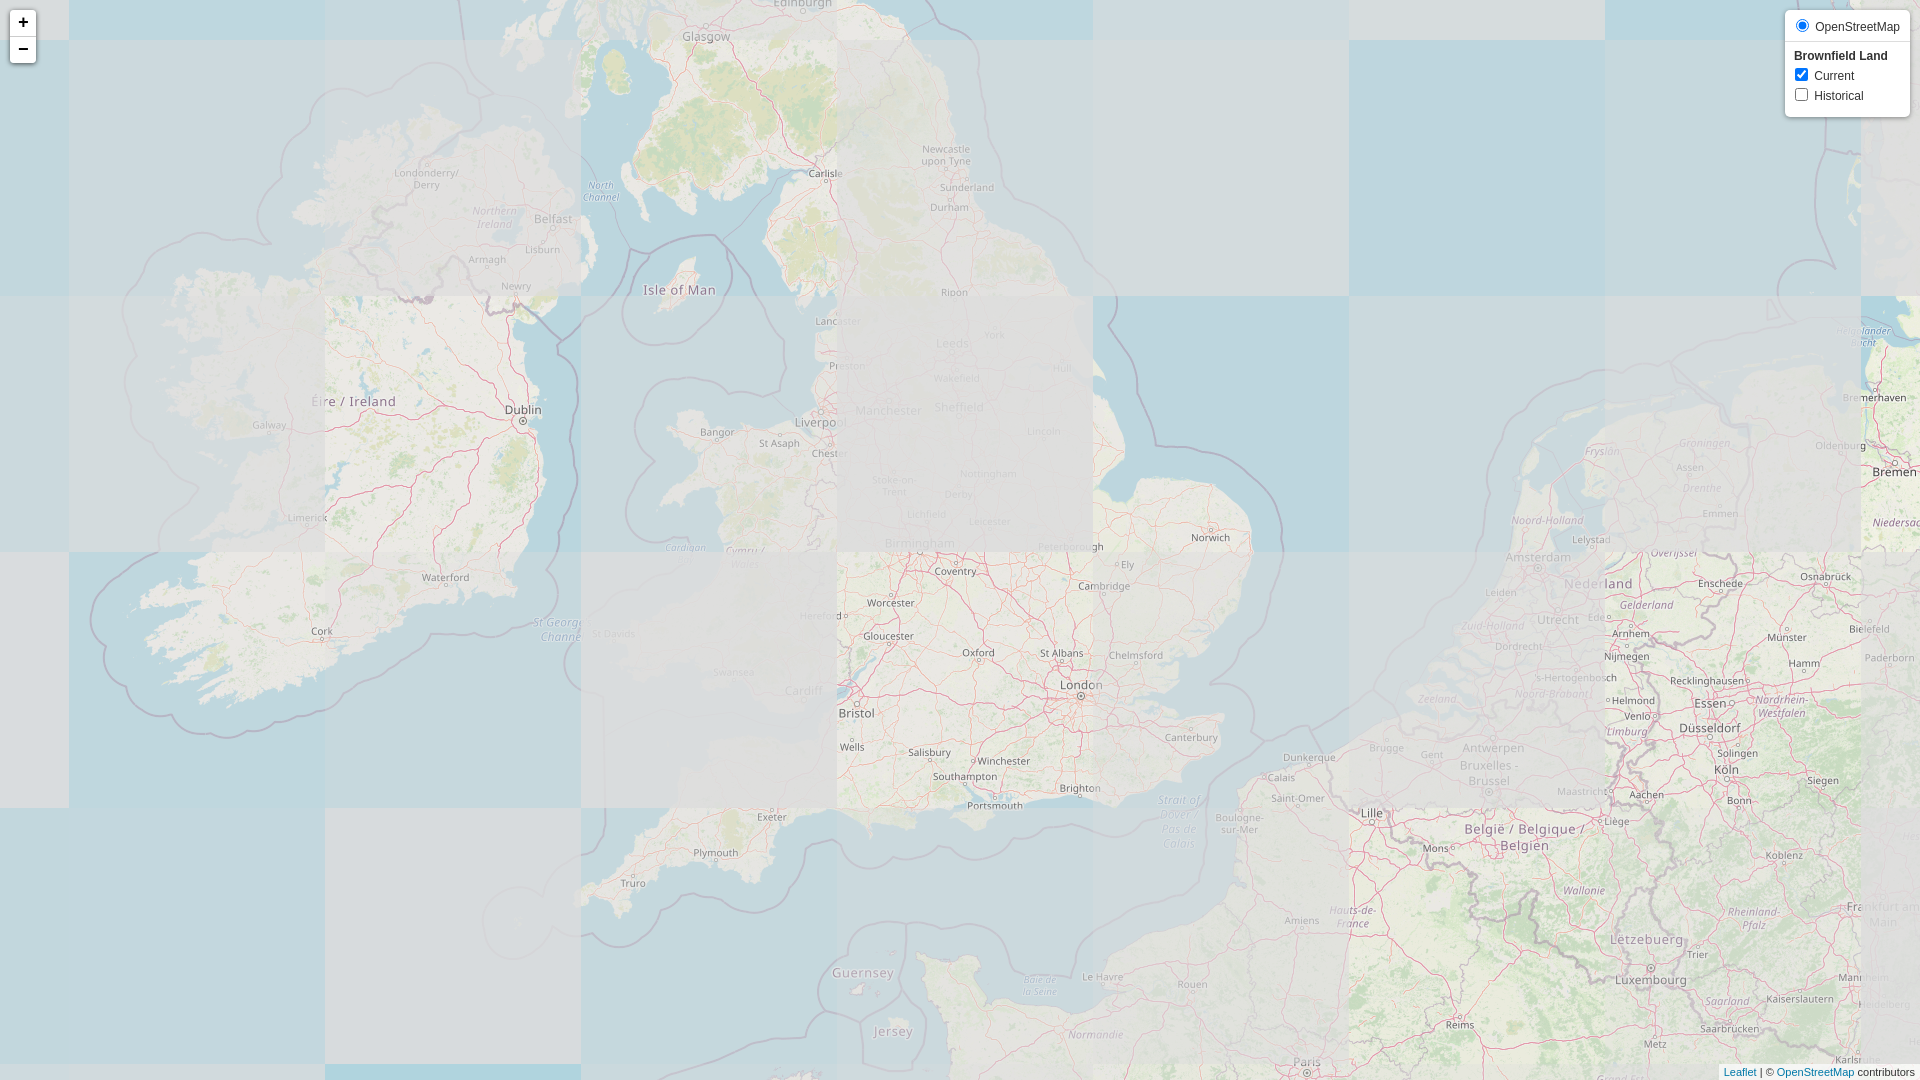 +
−
OpenStreetMap
Brownfield Land
Current
Historical
Edinburgh
Glasgow
Newcastle
upon Tyne
Carlisle
Londonderry/
Derry
North
Channel
Sunderland
Durham
Northern
Ireland
Belfast
Lisburn
Armagh
Newry
Isle of Man
Ripon
Lancaster
York
Leeds
Preston
Hull
Wakefield
Éire / Ireland
Dublin
Manchester
Sheffield
Liverpool
Galway
Bangor
St Asaph
Chester
Lincoln
Helgoländer
Bucht
Bremerhaven
Groningen
Oldenburg
Fryslân
Assen
Bremen
Stoke-on-
Trent
Nottingham
Derby
Drenthe
Lichfield
Leicester
Emmen
Limerick
Noord-Holland
Niedersac
Birmingham
Peterborough
Norwich
Lelystad
Cardigan
Cymru /
Wales
Overijssel
Amsterdam
Coventry
Ely
Waterford
Cambridge
Nederland
Enschede
Osnabrück
Worcester
Leiden
Gelderland
Hereford
Utrecht
Ede
St George
Channel
St Davids
Cork
Gloucester
Zuid-Holland
Arnhem
Münster
Bielefeld
Oxford
St Albans
Chelmsford
Dordrecht
Nijmegen
Hamm
Paderborn
Swansea
Cardiff
London
's-Hertogenbosch
Recklinghausen
Zeeland
Noord-Brabant
Helmond
Essen
Nordrhein-
Westfalen
Bristol
Venlo
Düsseldorf
Limburg
Wells
Salisbury
Winchester
Canterbury
Dunkerque
Brugge
Gent
Antwerpen
Solingen
Bruxelles -
Brussel
Southampton
Calais
Köln
Siegen
Brighton
Saint-Omer
Maastricht
Aachen
Bonn
Portsmouth
Strait of
Dover /
Pas de
Calais
Exeter
Boulogne-
sur-Mer
Lille
Liège
België / Belgique /
Belgien
Plymouth
Mons
Koblenz
Truro
Wallonie
Hauts-de-
France
Amiens
Rheinland-
Pfalz
Frankfurt am
Main
Lëtzebuerg
Trier
Guernsey
Baie de
la Seine
Le Havre
Rouen
Luxembourg
Mannheim
Kaiserslautern
Saarland
Heidelberg
Jersey
Normandie
Reims
Saarbrücken
Metz
Paris
Karlsruhe
Grand Est
Leaflet | © OpenStreetMap contributors